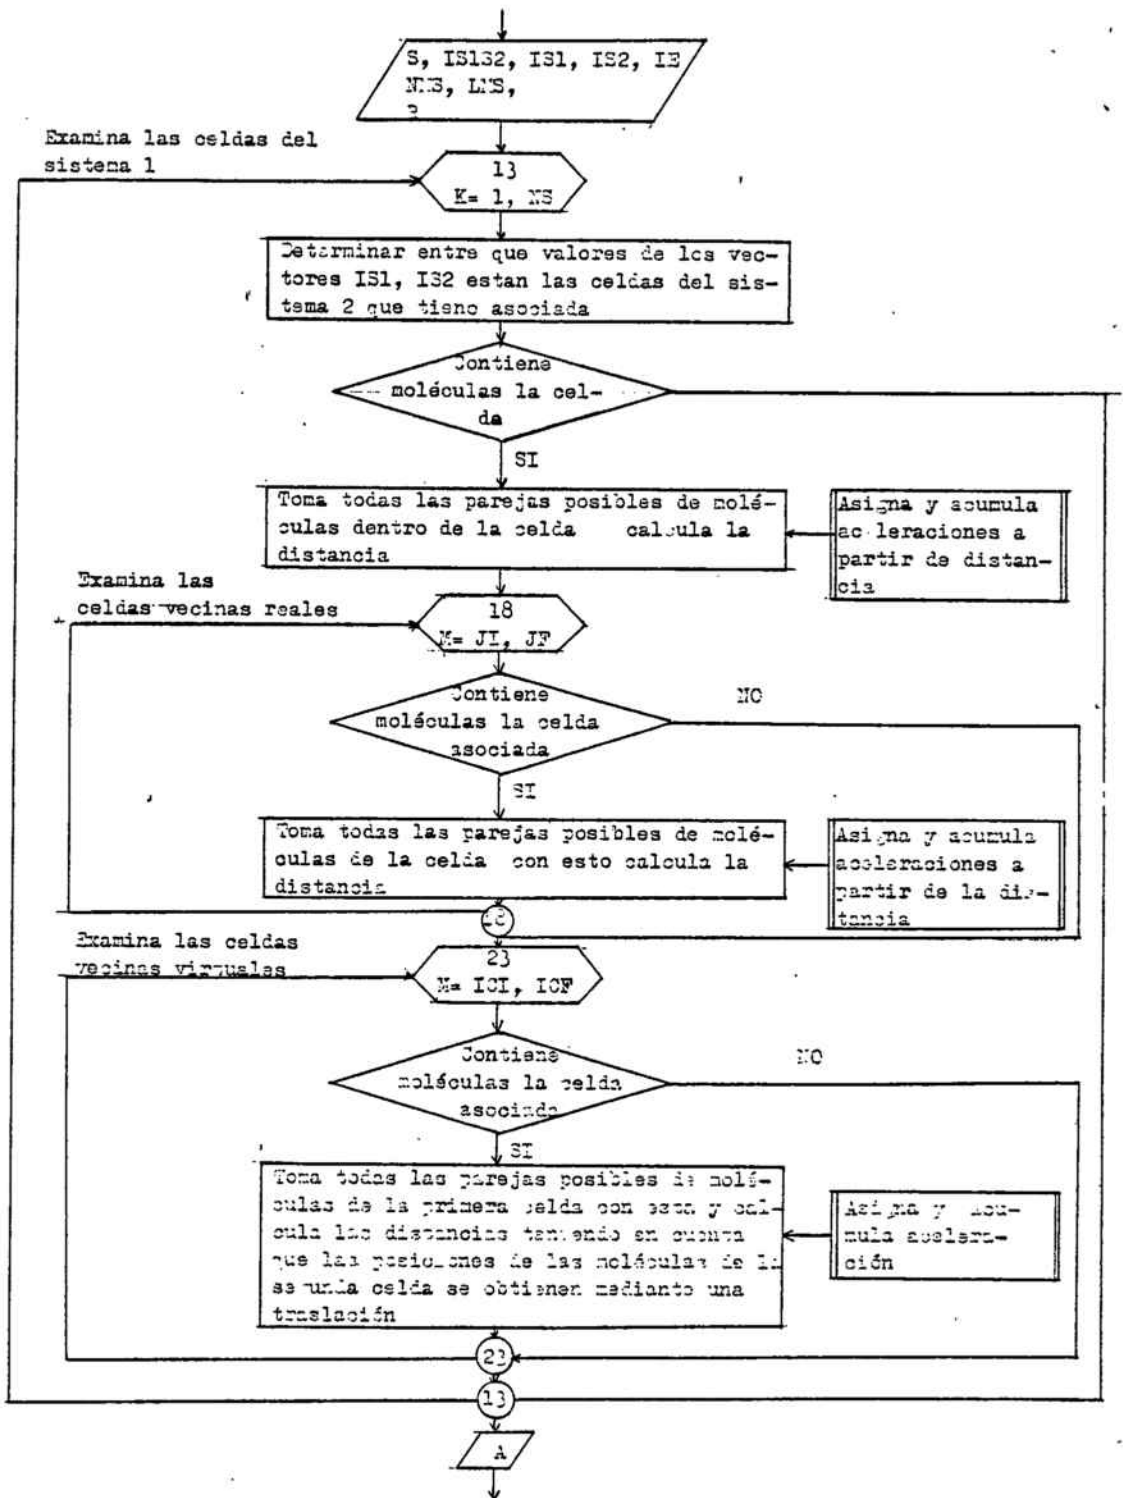 S, IS1S2, IS1, IS2, IE
NMS, LMS,
Examina las celdas del
sistema 1
13
K= 1, NS
Determinar entre que valores de los vec-
tores IS1, IS2 estan las celdas del sis-
tema 2 que tieno asociada
Contiene
moléculas la cel-
da
SI
Toma todas las parejas posibles de molé-
culas dentro de la celda calcula la
distancia
Asigna y acumula
aceleraciones a
partir de distan-
cia
Examina las
celdas vecinas reales
18
M= JI, JF
Contiene
moléculas la celda
asociada
NO
SI
Toma todas las parejas posibles de molé-
culas de la celda con esto calcula la
distancia
Asigna y acumula
aceleraciones a
partir de la dis-
tancia
18
Examina las celdas
vecinas virtuales
23
M= ICI, ICF
Contiene
moléculas la celda
asociada
NO
SI
Toma todas las parejas posibles de molé-
culas de la primera celda con esta y cal-
cula las distancias teniendo en cuenta
que las posiciones de las moléculas de la
segunda celda se obtienen mediante una
traslación
Asigna y acu-
mula acelera-
ción
23
13
A